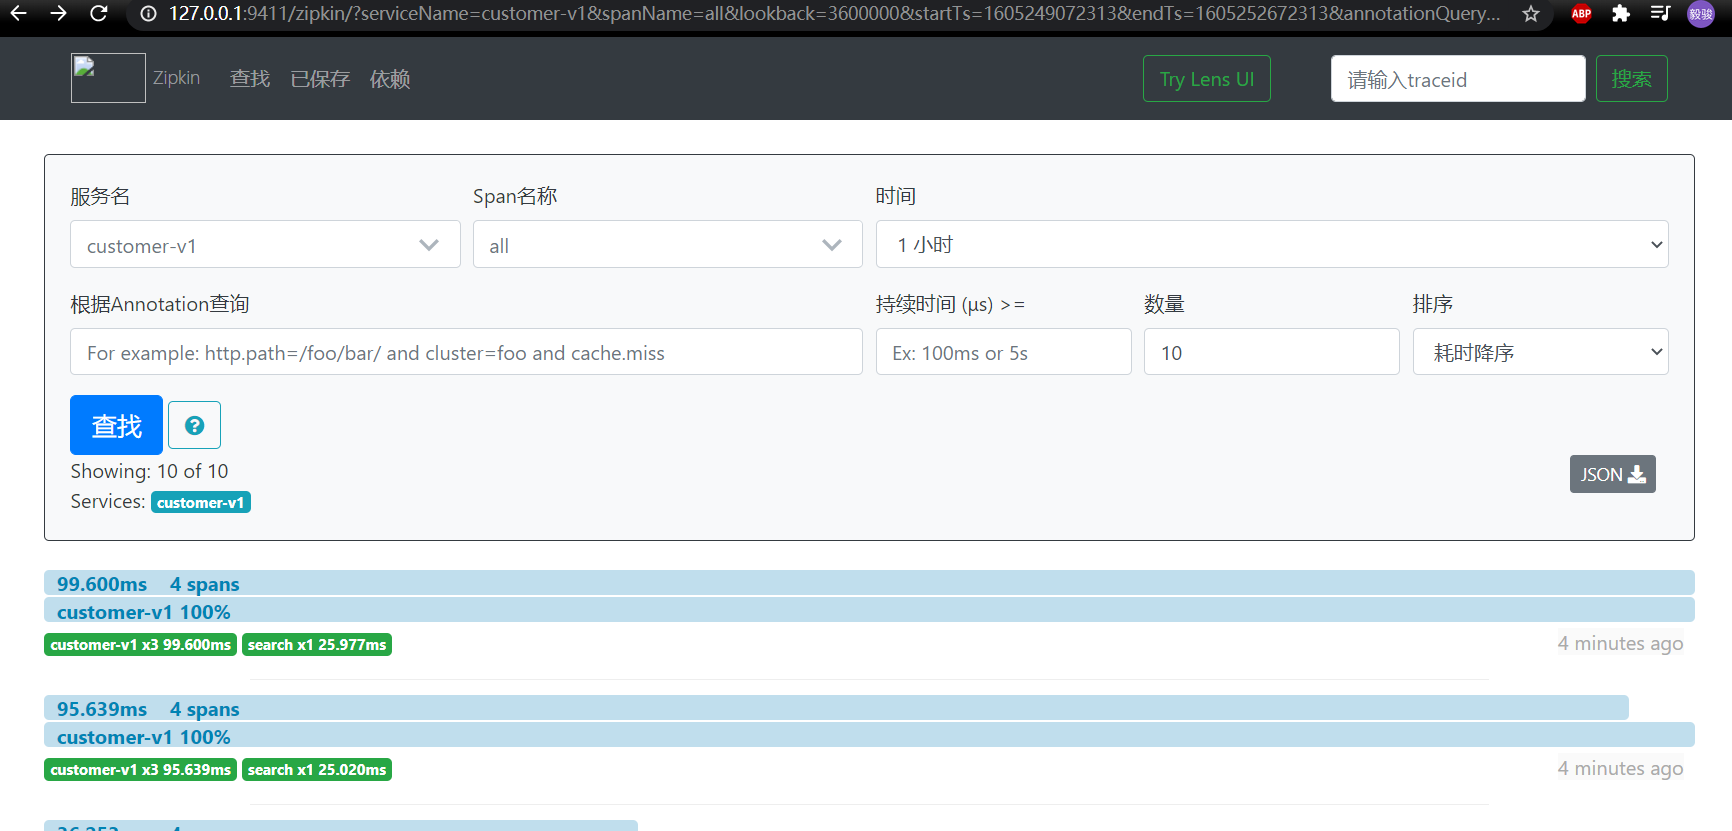 127.0.0.1:9411/zipkin/?serviceName=customer-v1&spanName=all&lookback=3600000&startTs=1605249072313&endTs=1605252672313&annotationQuery...
ABP
毅骏
Zipkin 查找 已保存 依赖 Try Lens UI 请输入traceid 搜索
服务名 Span名称 时间
customer-v1 all 1 小时
根据Annotation查询 持续时间 (μs) >= 数量 排序
For example: http.path=/foo/bar/ and cluster=foo and cache.miss Ex: 100ms or 5s 10 耗时降序
查找 ?
Showing: 10 of 10
Services: customer-v1
JSON
99.600ms 4 spans
customer-v1 100%
customer-v1 x3 99.600ms search x1 25.977ms 4 minutes ago
95.639ms 4 spans
customer-v1 100%
customer-v1 x3 95.639ms search x1 25.020ms 4 minutes ago